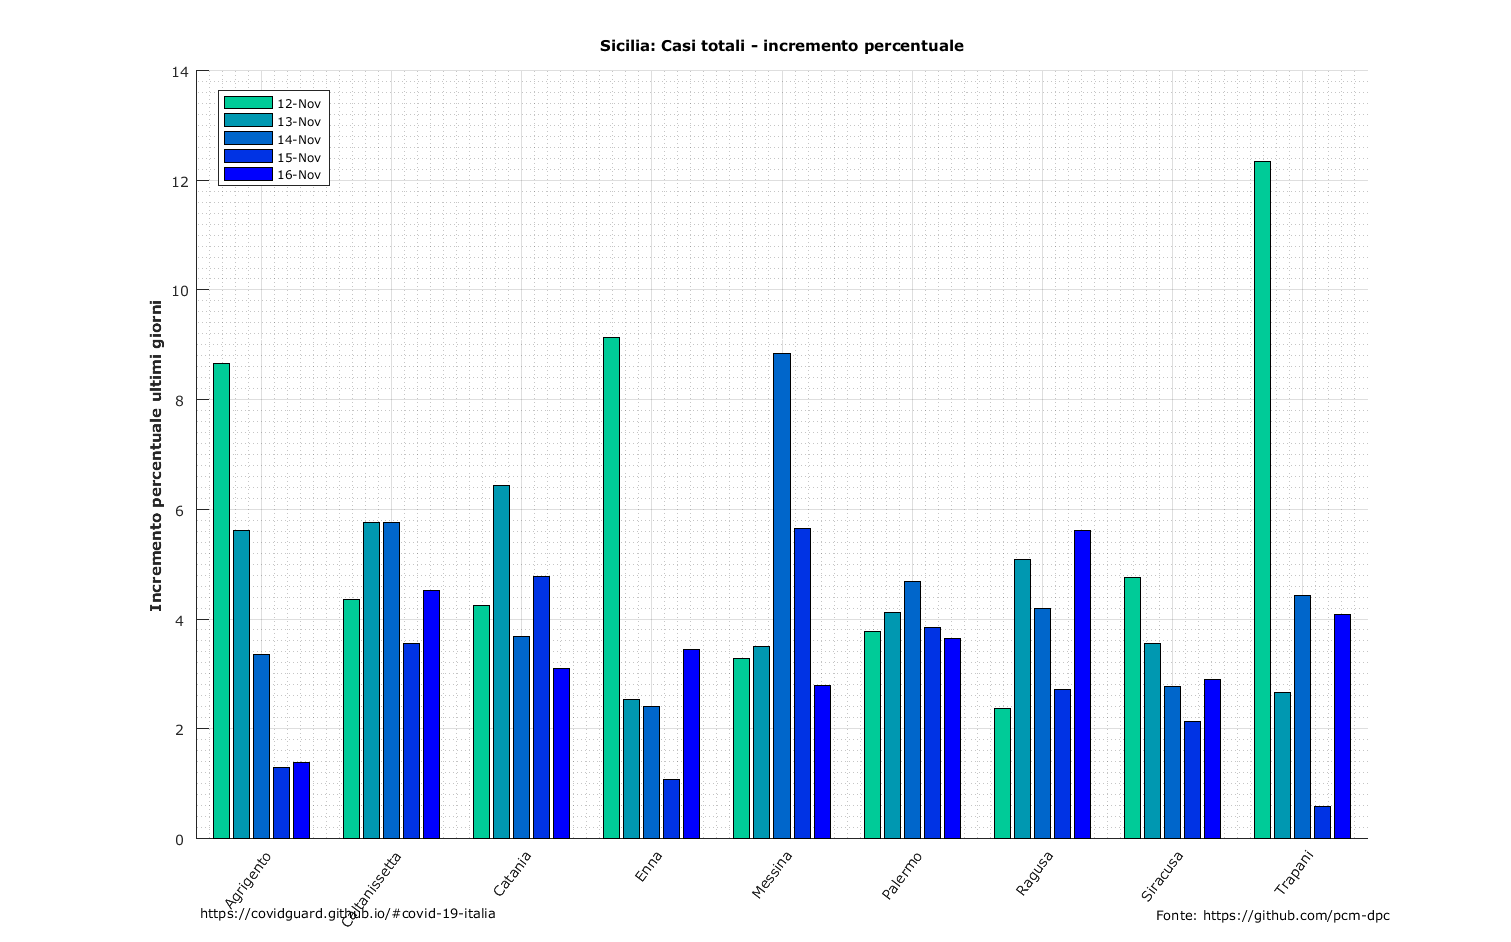 Sicilia: Casi totali - incremento percentuale
14
12
10
8
6
4
2
0
Incremento percentuale ultimi giorni
12-Nov
13-Nov
14-Nov
15-Nov
16-Nov
Agrigento
Caltanissetta
Catania
Enna
Messina
Palermo
Ragusa
Siracusa
Trapani
https://covidguard.github.io/#covid-19-italia
Fonte: https://github.com/pcm-dpc